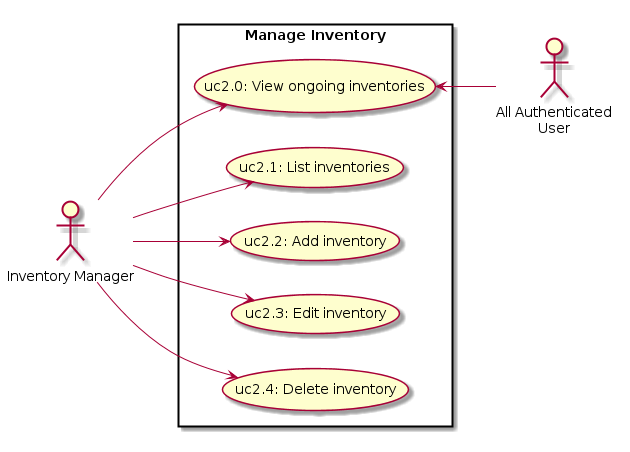 Manage Inventory
uc2.0: View ongoing inventories
All Authenticated
User
uc2.1: List inventories
uc2.2: Add inventory
Inventory Manager
uc2.3: Edit inventory
uc2.4: Delete inventory